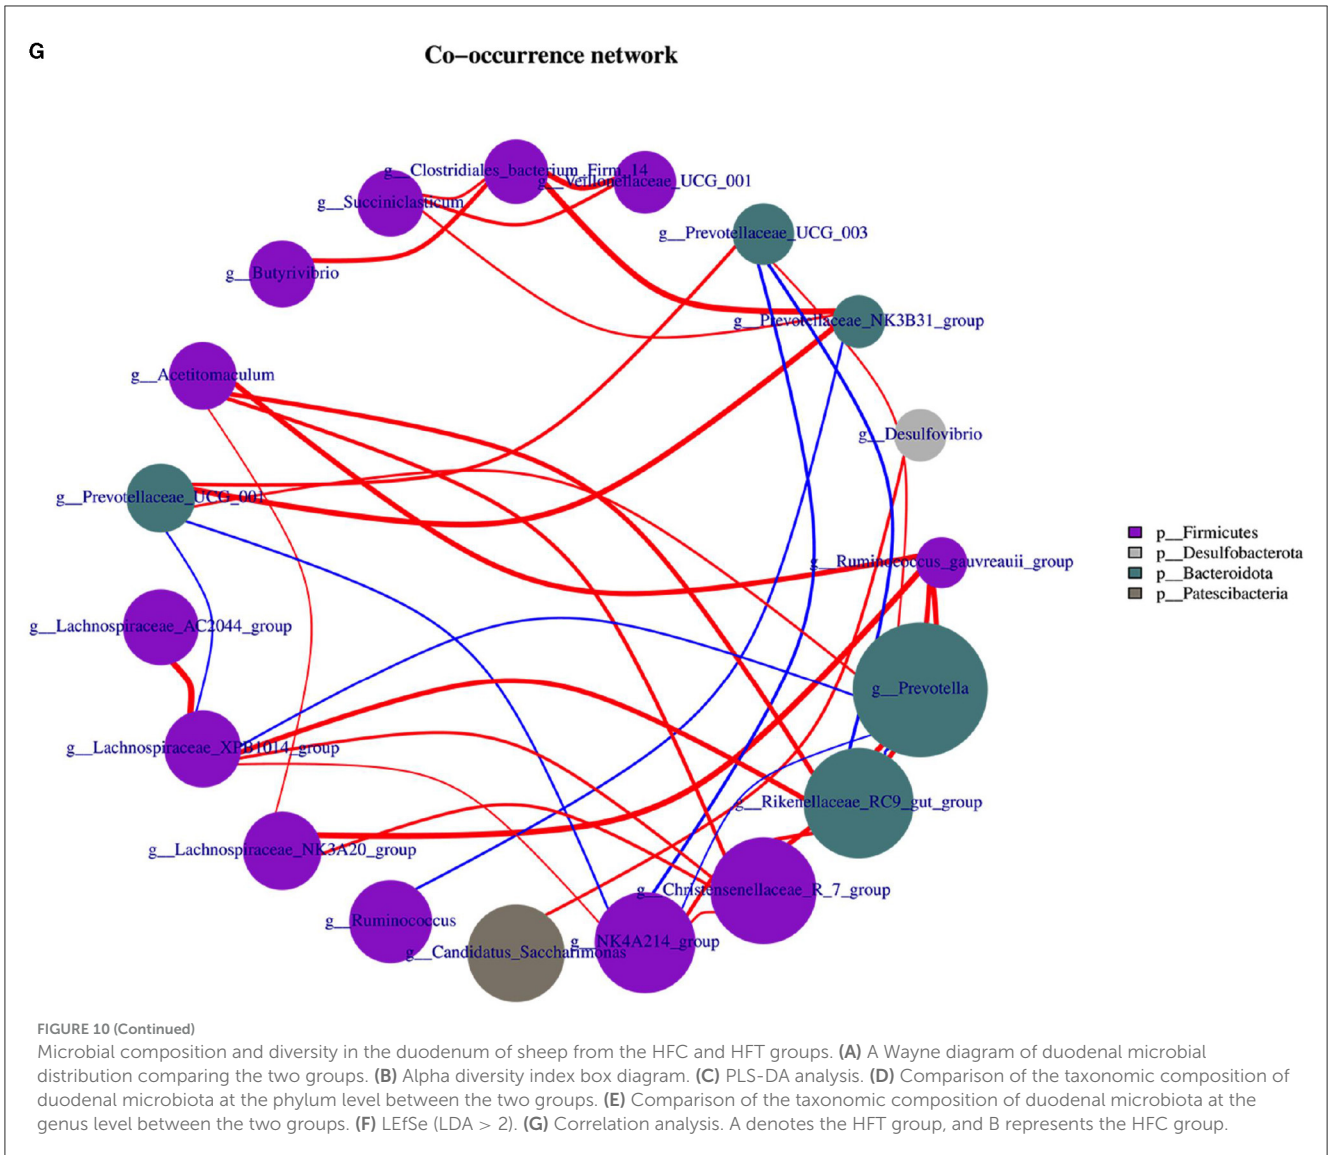 G
Co-occurrence network
g__Clostridiales_bacterium_Firm_14
g__Veillonellaceae_UCG_001
g__Succiniclasticum
g__Prevotellaceae_UCG_003
g__Butyrivibrio
g__Prevotellaceae_NK3B31_group
g__Acetitomaculum
g__Desulfovibrio
g__Prevotellaceae_UCG_001
g__Ruminococcus_gauvreauii_group
p__Firmicutes
p__Desulfobacterota
p__Bacteroidota
p__Patescibacteria
g__Lachnospiraceae_AC2044_group
g__Prevotella
g__Lachnospiraceae_XPB1014_group
g__Rikenellaceae_RC9_gut_group
g__Lachnospiraceae_NK3A20_group
g__Christensenellaceae_R_7_group
g__Ruminococcus
g__NK4A214_group
g__Candidatus_Saccharimonas
FIGURE 10 (Continued)
Microbial composition and diversity in the duodenum of sheep from the HFC and HFT groups. (A) A Wayne diagram of duodenal microbial
distribution comparing the two groups. (B) Alpha diversity index box diagram. (C) PLS-DA analysis. (D) Comparison of the taxonomic composition of
duodenal microbiota at the phylum level between the two groups. (E) Comparison of the taxonomic composition of duodenal microbiota at the
genus level between the two groups. (F) LEfSe (LDA > 2). (G) Correlation analysis. A denotes the HFT group, and B represents the HFC group.